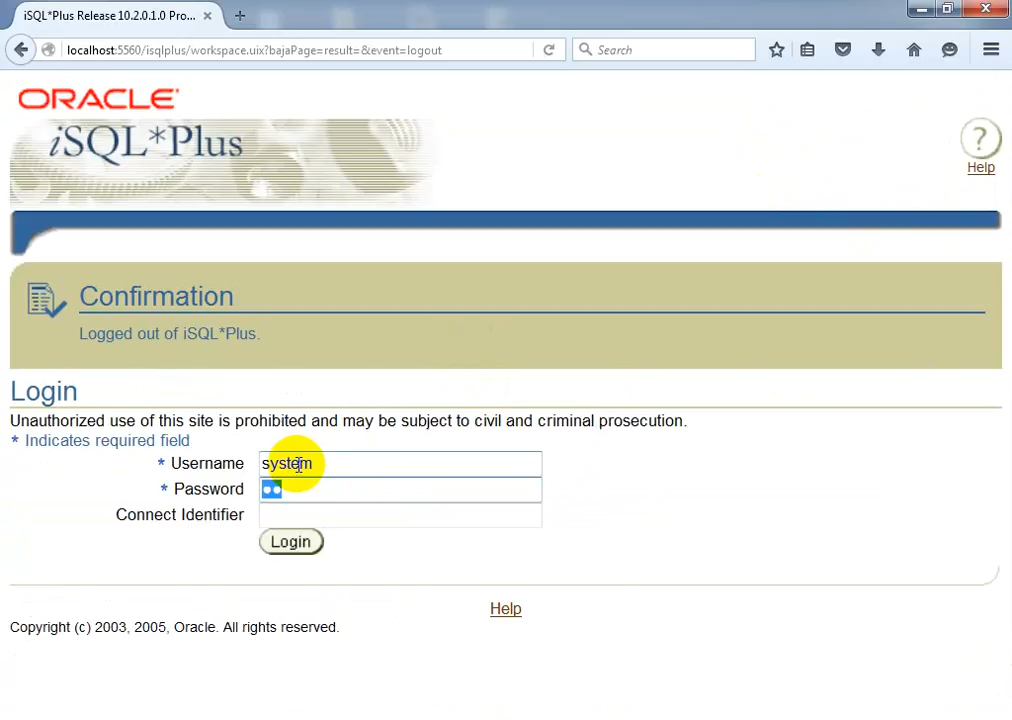 iSQL*Plus Release 10.2.0.1.0 Pro...
localhost:5560/isqlplus/workspace.uix?bajaPage=result=&event=logout
Search
ORACLE
iSQL*Plus
?
Help
Confirmation
Logged out of iSQL*Plus.
Login
Unauthorized use of this site is prohibited and may be subject to civil and criminal prosecution.
* Indicates required field
* Username system
* Password
Connect Identifier
Login
Help
Copyright (c) 2003, 2005, Oracle. All rights reserved.